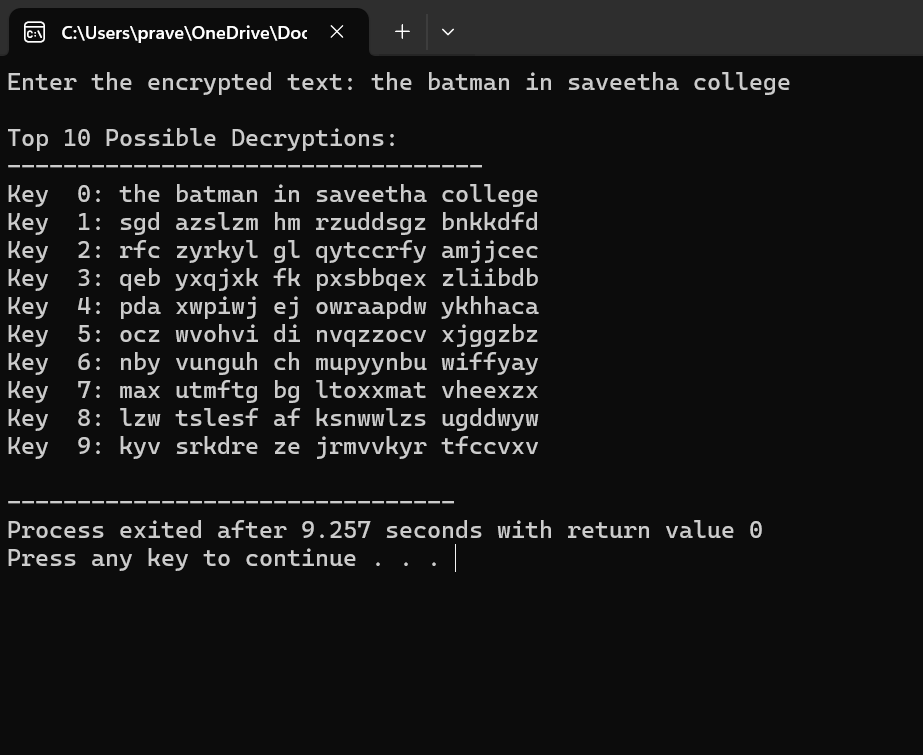 C:\Users\prave\OneDrive\Doc
Enter the encrypted text: the batman in saveetha college
Top 10 Possible Decryptions:
----------------------------------
Key  0: the batman in saveetha college
Key  1: sgd azslzm hm rzuddsgz bnkkdfd
Key  2: rfc zyrkyl gl qytccrfy amjjcec
Key  3: qeb yxqjxk fk pxsbbqex zliibdb
Key  4: pda xwpiwj ej owraapdw ykhhaca
Key  5: ocz wvohvi di nvqzzocv xjggzbz
Key  6: nby vunguh ch mupyynbu wiffyay
Key  7: max utmftg bg ltoxxmat vheexzx
Key  8: lzw tslesf af ksnwwlzs ugddwyw
Key  9: kyv srkdre ze jrmvvkyr tfccvxv
--------------------------------
Process exited after 9.257 seconds with return value 0
Press any key to continue . . .